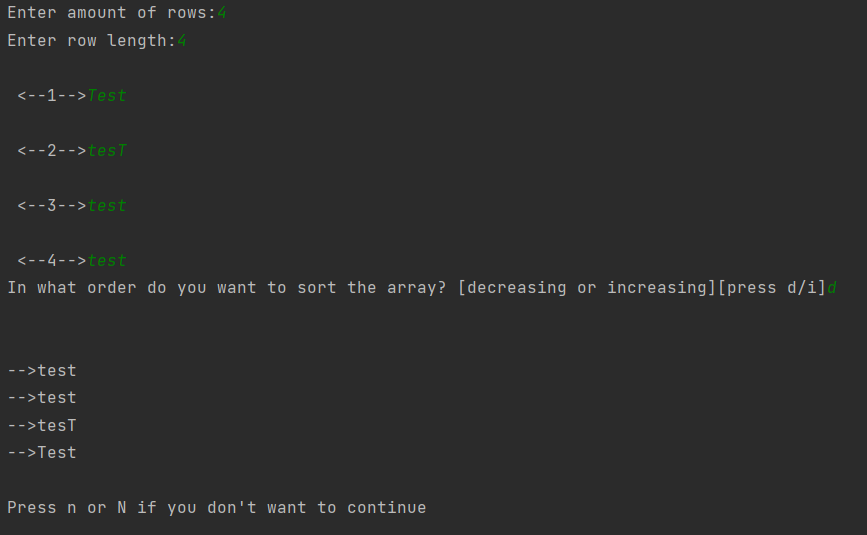 Enter amount of rows:4
Enter row length:4
<--1-->Test
<--2-->tesT
<--3-->test
<--4-->test
In what order do you want to sort the array? [decreasing or increasing][press d/i]d
-->test
-->test
-->tesT
-->Test
Press n or N if you don't want to continue